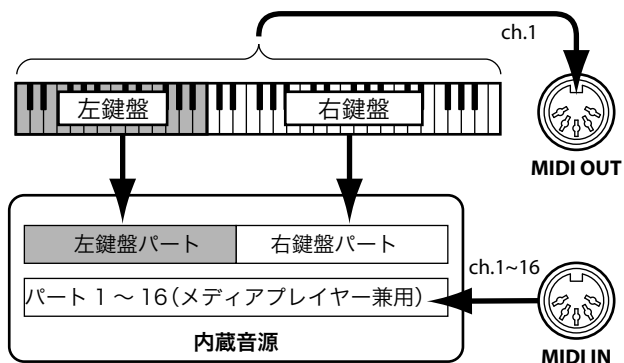 ch.1
左鍵盤
右鍵盤
MIDI OUT
左鍵盤パート
右鍵盤パート
ch.1~16
パート 1 ~ 16(メディアプレイヤー兼用)
内蔵音源
MIDI IN